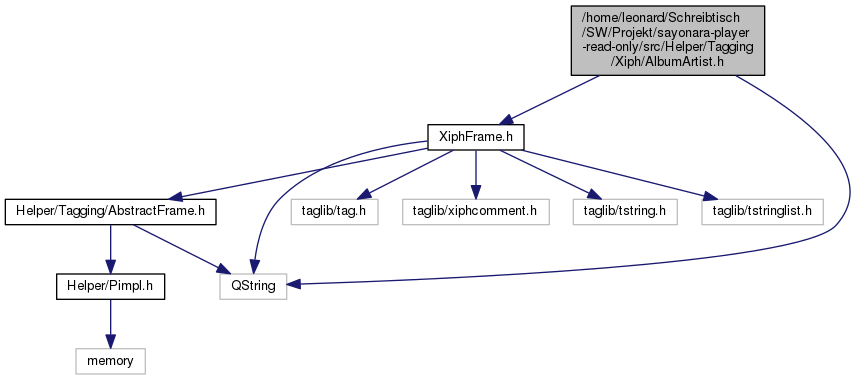 /home/leonard/Schreibtisch
/SW/Projekt/sayonara-player
-read-only/src/Helper/Tagging
/Xiph/AlbumArtist.h
XiphFrame.h
Helper/Tagging/AbstractFrame.h
taglib/tag.h
taglib/xiphcomment.h
taglib/tstring.h
taglib/tstringlist.h
Helper/Pimpl.h
QString
memory